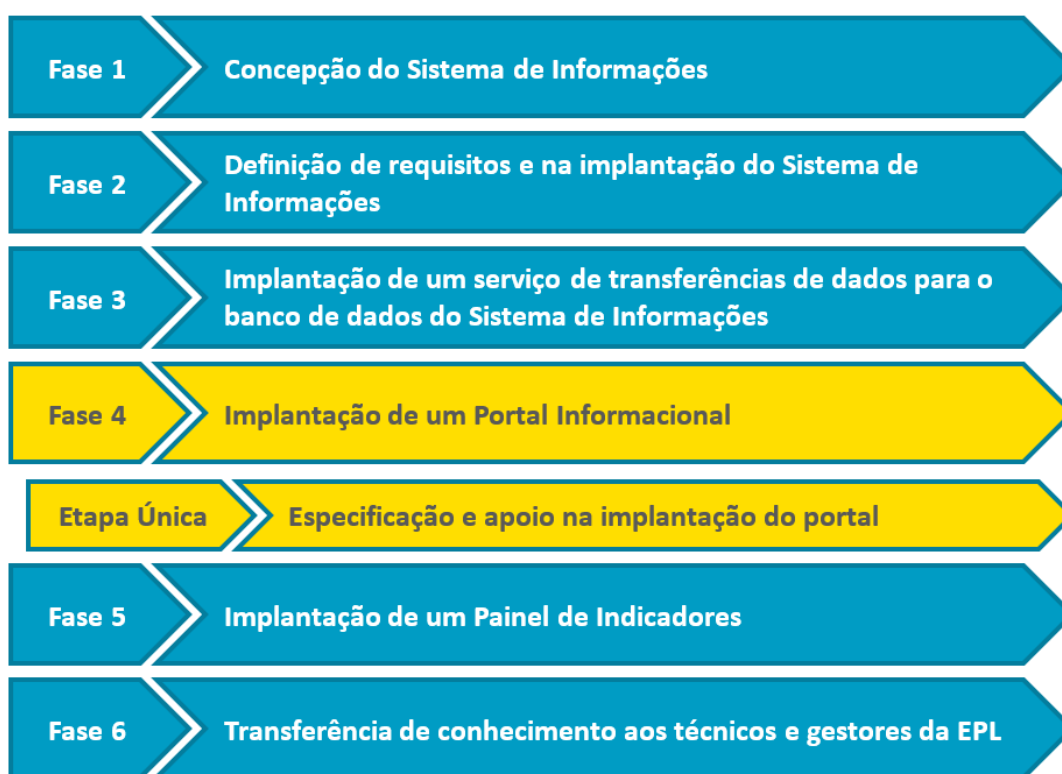 Fase 1
Concepção do Sistema de Informações
Fase 2
Definição de requisitos e na implantação do Sistema de
Informações
Fase 3
Implantação de um serviço de transferências de dados para o
banco de dados do Sistema de Informações
Fase 4
Implantação de um Portal Informacional
Etapa Única
Especificação e apoio na implantação do portal
Fase 5
Implantação de um Painel de Indicadores
Fase 6
Transferência de conhecimento aos técnicos e gestores da EPL